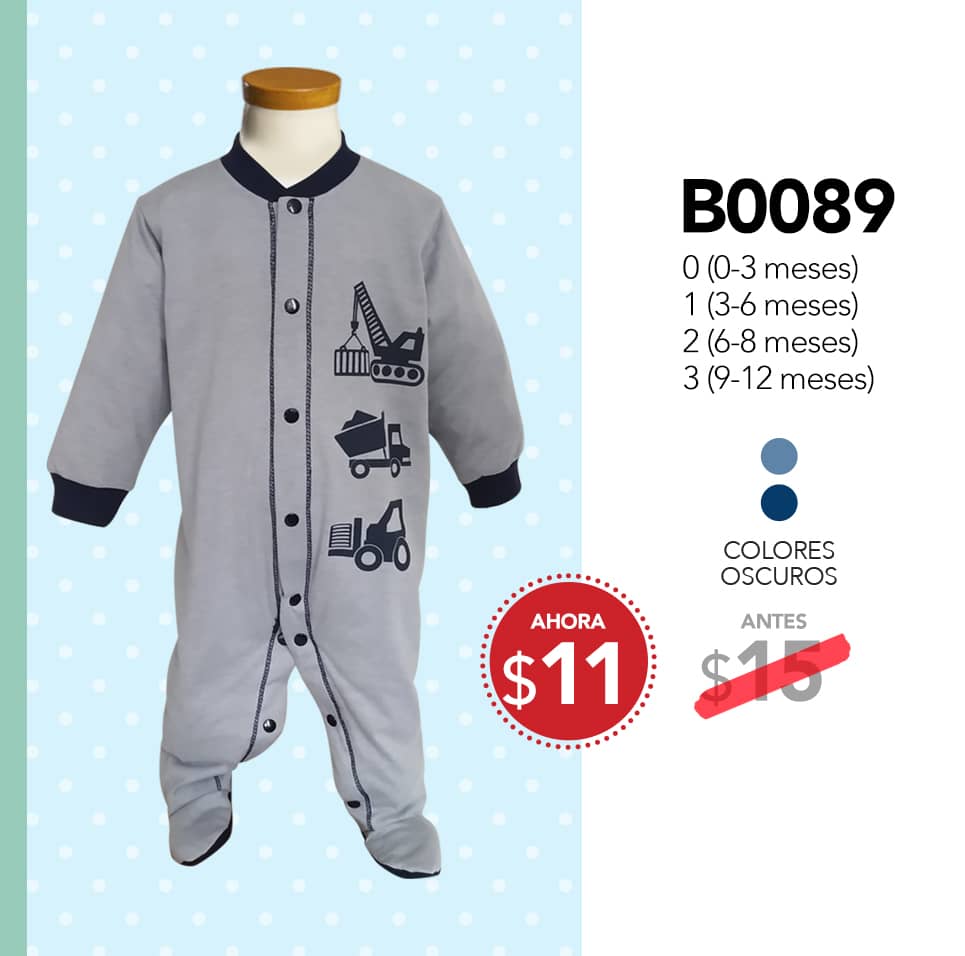 B0089
0 (0-3 meses)
1 (3-6 meses)
2 (6-8 meses)
3 (9-12 meses)
COLORES
OSCUROS
AHORA
$11
ANTES
$15